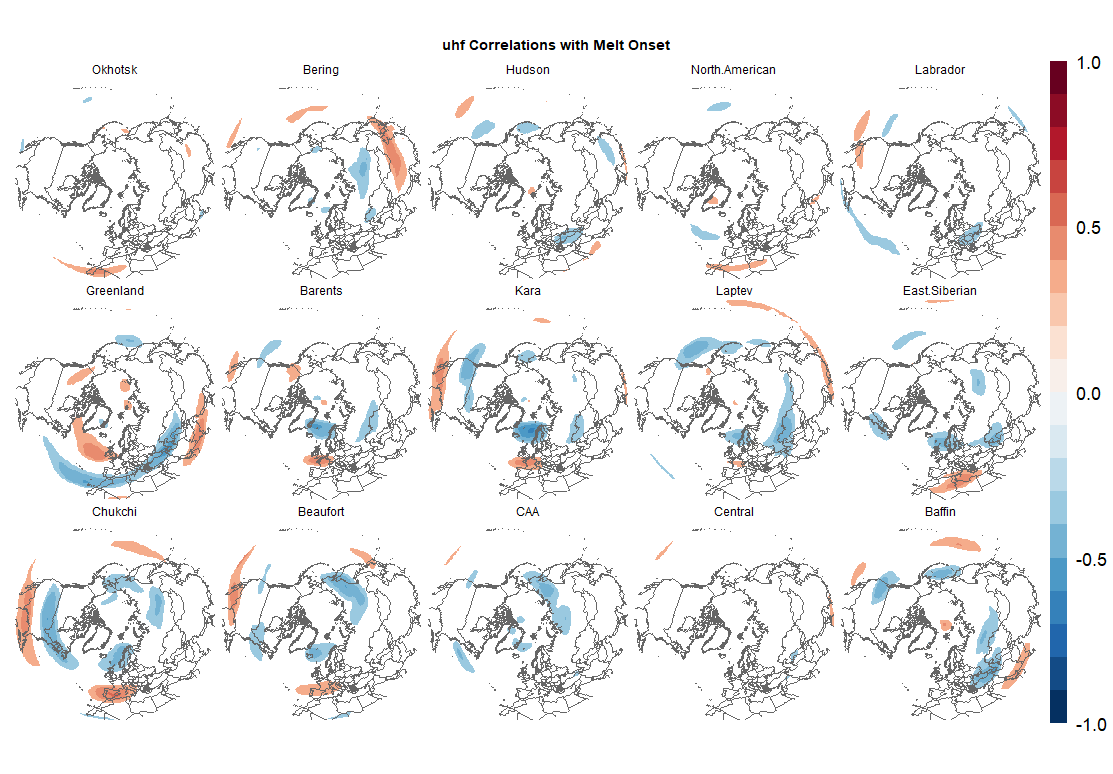 uhf Correlations with Melt Onset
Okhotsk Bering Hudson North.American Labrador
Greenland Barents Kara Laptev East.Siberian
Chukchi Beaufort CAA Central Baffin
1.0
0.5
0.0
-0.5
-1.0